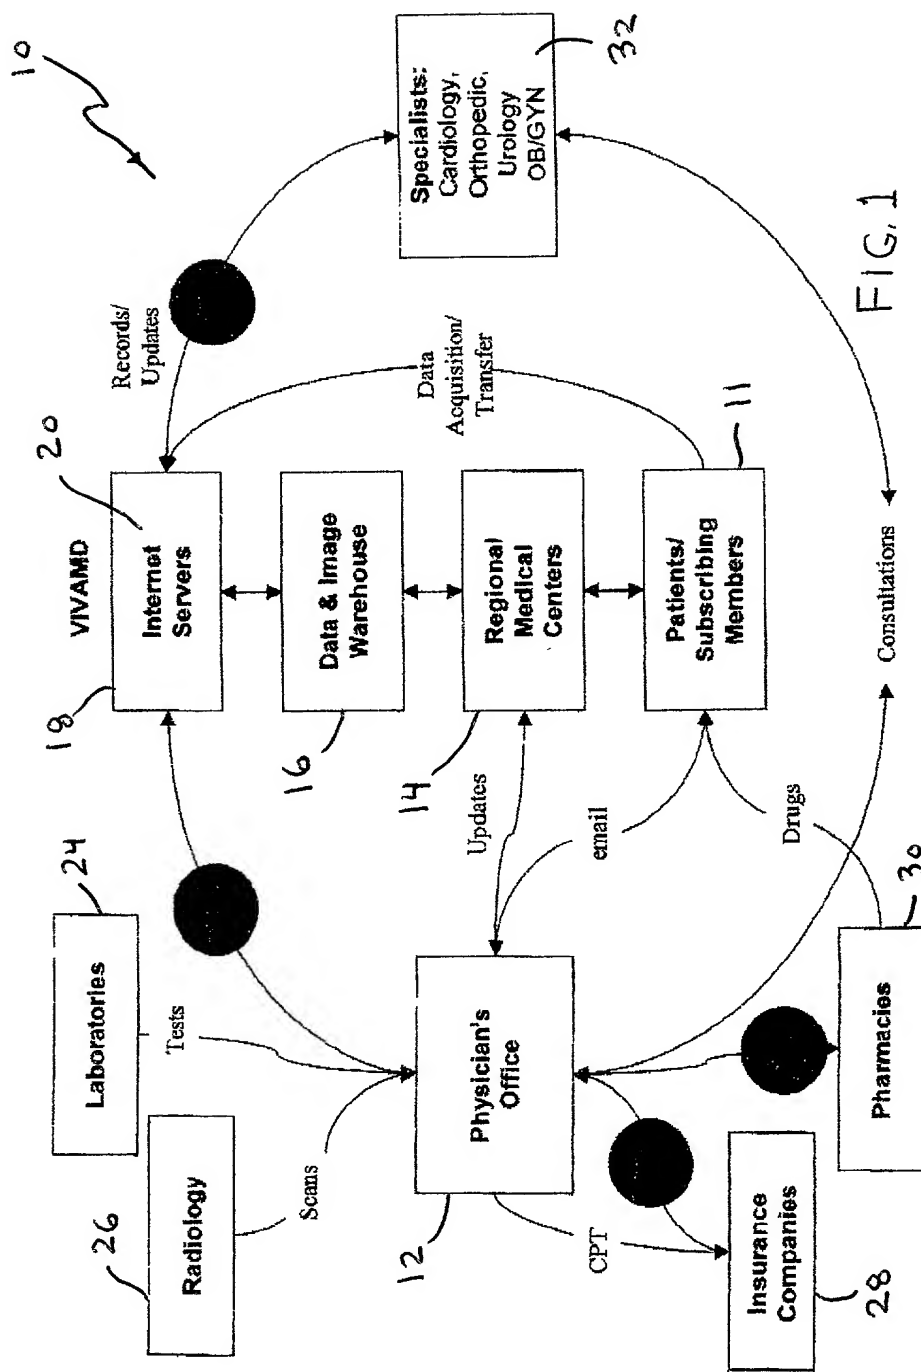 10
Specialists:
Cardiology,
Orthopedic,
Urology
OB/GYN
32
Records/
Updates
VIVAMD
18
20
Internet
Servers
Data & Image
Warehouse
16
Regional
Medical
Centers
14
Patients/
Subscribing
Members
11
Data
Acquisition/
Transfer
Updates
email
Drugs
Consultations
Laboratories
24
Tests
Radiology
26
Scans
Physician's
Office
12
CPT
Insurance
Companies
28
Pharmacies
30
FIG. 1